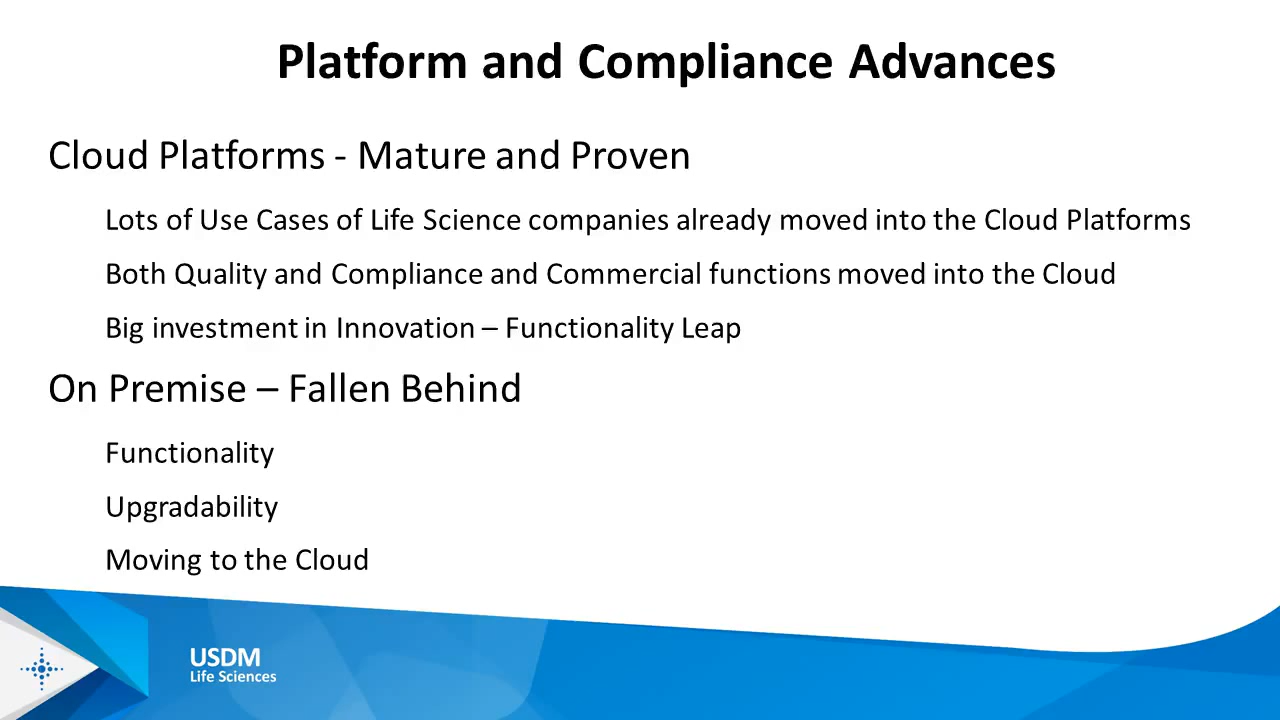 Platform and Compliance Advances
Cloud Platforms - Mature and Proven
Lots of Use Cases of Life Science companies already moved into the Cloud Platforms
Both Quality and Compliance and Commercial functions moved into the Cloud
Big investment in Innovation – Functionality Leap
On Premise – Fallen Behind
Functionality
Upgradability
Moving to the Cloud
USDM
Life Sciences